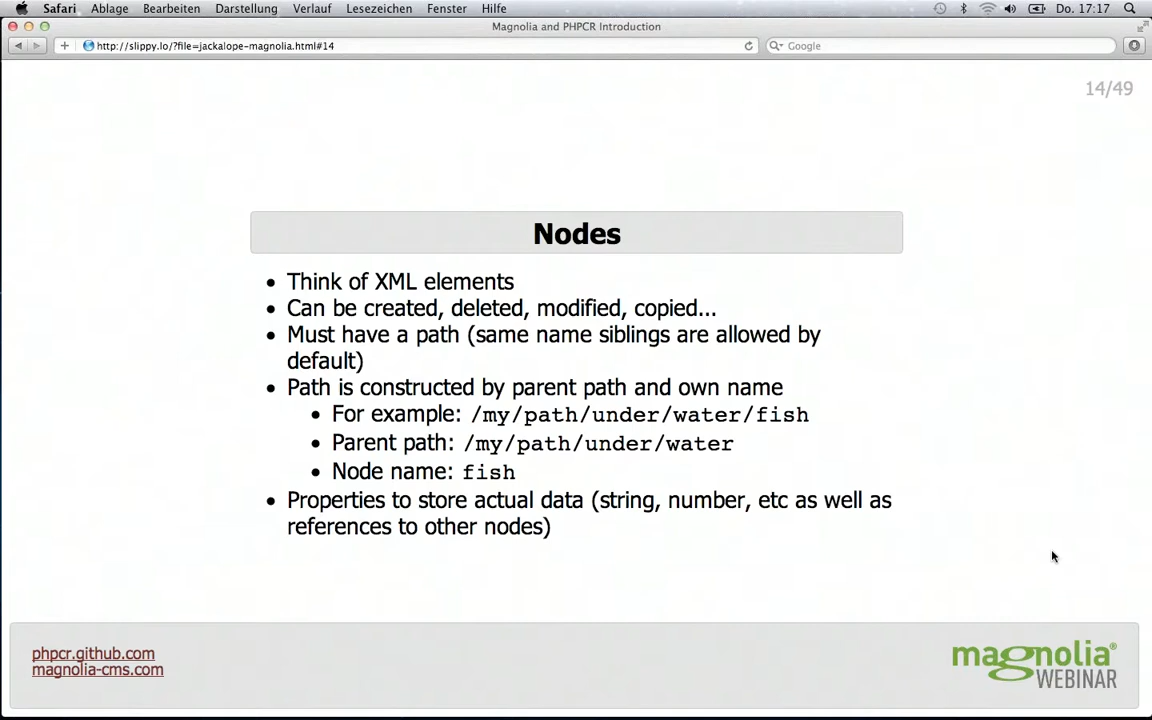 Safari Ablage Bearbeiten Darstellung Verlauf Lesezeichen Fenster Hilfe Do. 17:17
Magnolia and PHPCR Introduction
http://slippy.lo/?file=jackalope-magnolia.html#14 Google
14/49
Nodes
• Think of XML elements
• Can be created, deleted, modified, copied...
• Must have a path (same name siblings are allowed by
default)
• Path is constructed by parent path and own name
• For example: /my/path/under/water/fish
• Parent path: /my/path/under/water
• Node name: fish
• Properties to store actual data (string, number, etc as well as
references to other nodes)
phpcr.github.com
magnolia-cms.com
magnolia®
WEBINAR